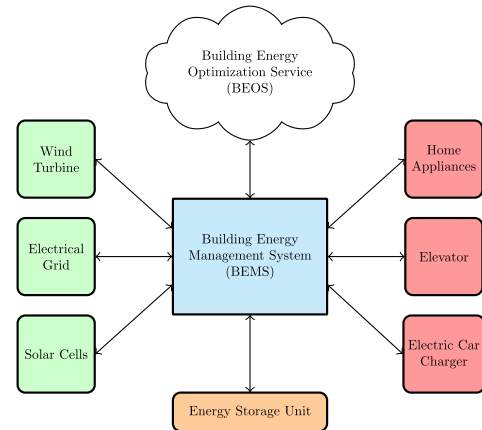 Building Energy
Optimization Service
(BEOS)
Wind
Turbine
Home
Appliances
Electrical
Grid
Building Energy
Management System
(BEMS)
Elevator
Solar Cells
Electric Car
Charger
Energy Storage Unit